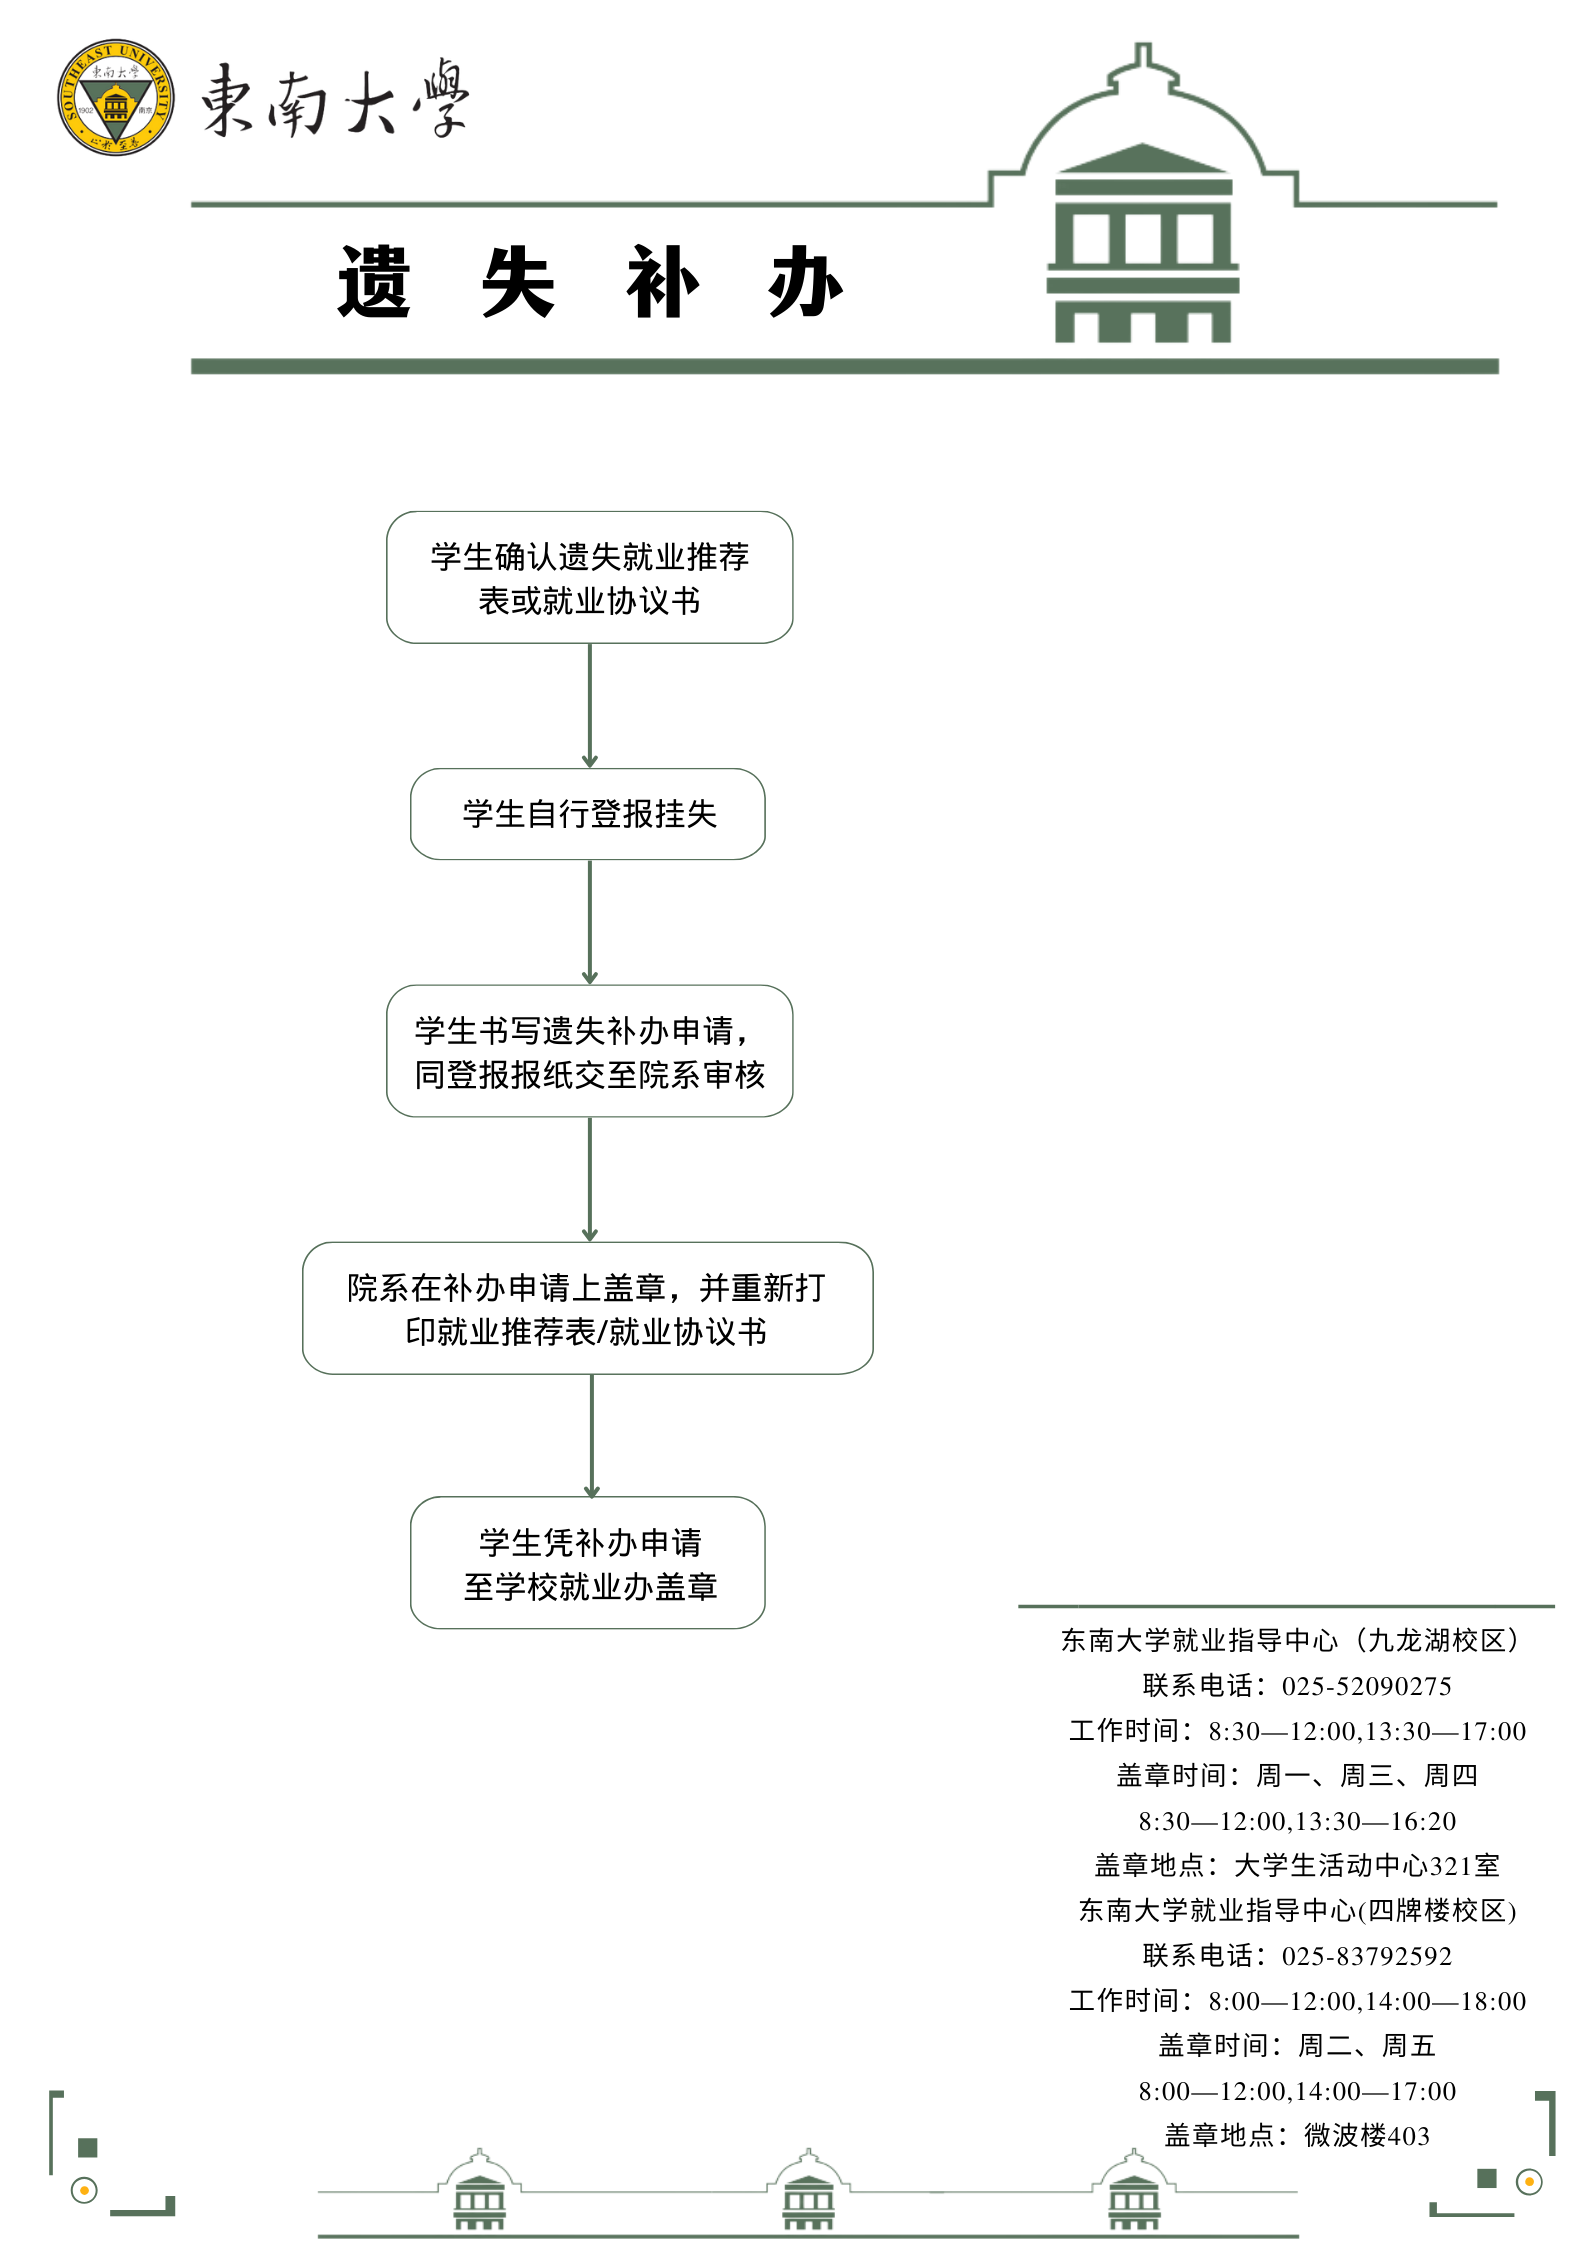 SOUTHEAST UNIVERSITY
東南大學
1902
南京
東南大學
遗失补办
学生确认遗失就业推荐
表或就业协议书
学生自行登报挂失
学生书写遗失补办申请，
同登报报纸交至院系审核
院系在补办申请上盖章，并重新打
印就业推荐表/就业协议书
学生凭补办申请
至学校就业办盖章
东南大学就业指导中心（九龙湖校区）
联系电话：025-52090275
工作时间：8:30—12:00,13:30—17:00
盖章时间：周一、周三、周四
8:30—12:00,13:30—16:20
盖章地点：大学生活动中心321室
东南大学就业指导中心(四牌楼校区)
联系电话：025-83792592
工作时间：8:00—12:00,14:00—18:00
盖章时间：周二、周五
8:00—12:00,14:00—17:00
盖章地点：微波楼403